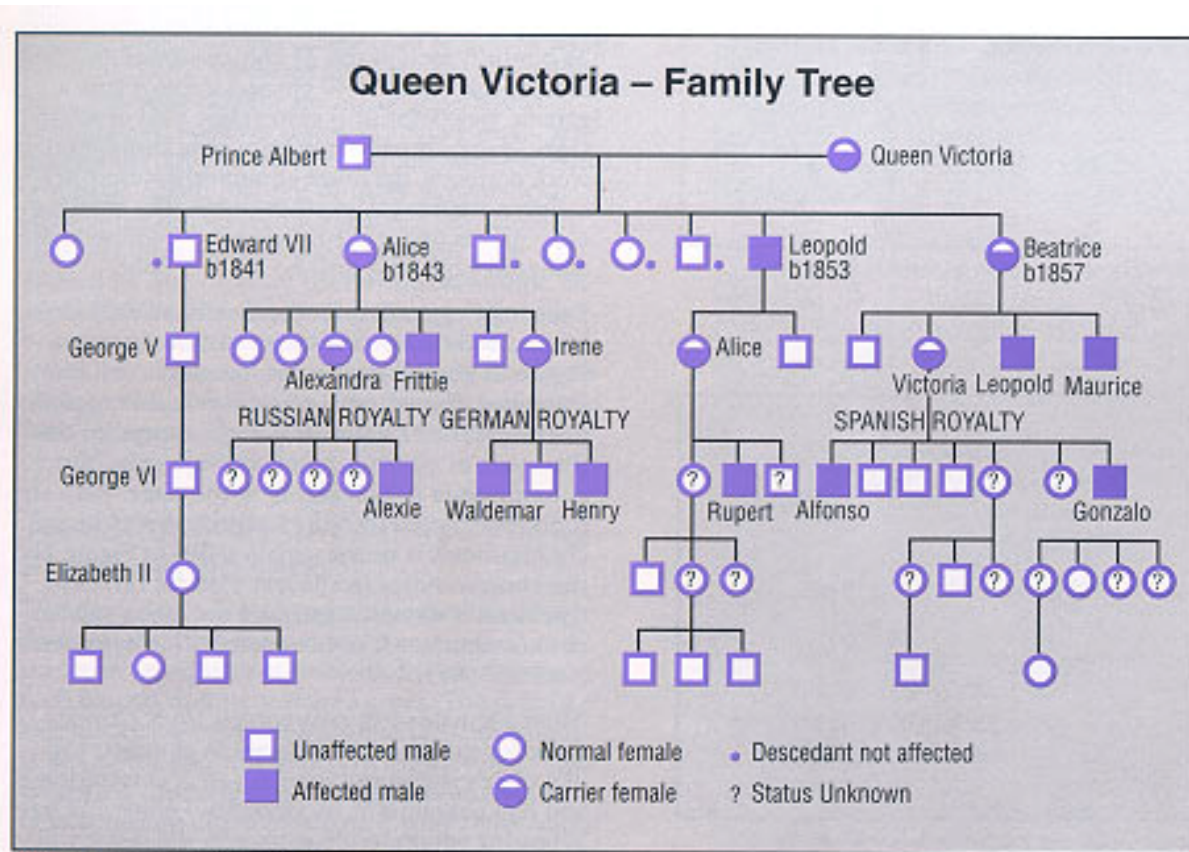 Queen Victoria – Family Tree
Prince Albert
Queen Victoria
Edward VII
b1841
Alice
b1843
Leopold
b1853
Beatrice
b1857
George V
Alexandra
Frittie
Irene
Alice
Victoria
Leopold
Maurice
RUSSIAN ROYALTY
GERMAN ROYALTY
SPANISH ROYALTY
George VI
? ? ? ?
Alexie
Waldemar
Henry
?
Rupert
?
Alfonso
?
?
Gonzalo
Elizabeth II
? ?
? ? ? ? ?
Unaffected male
Normal female
Descedant not affected
Affected male
Carrier female
? Status Unknown